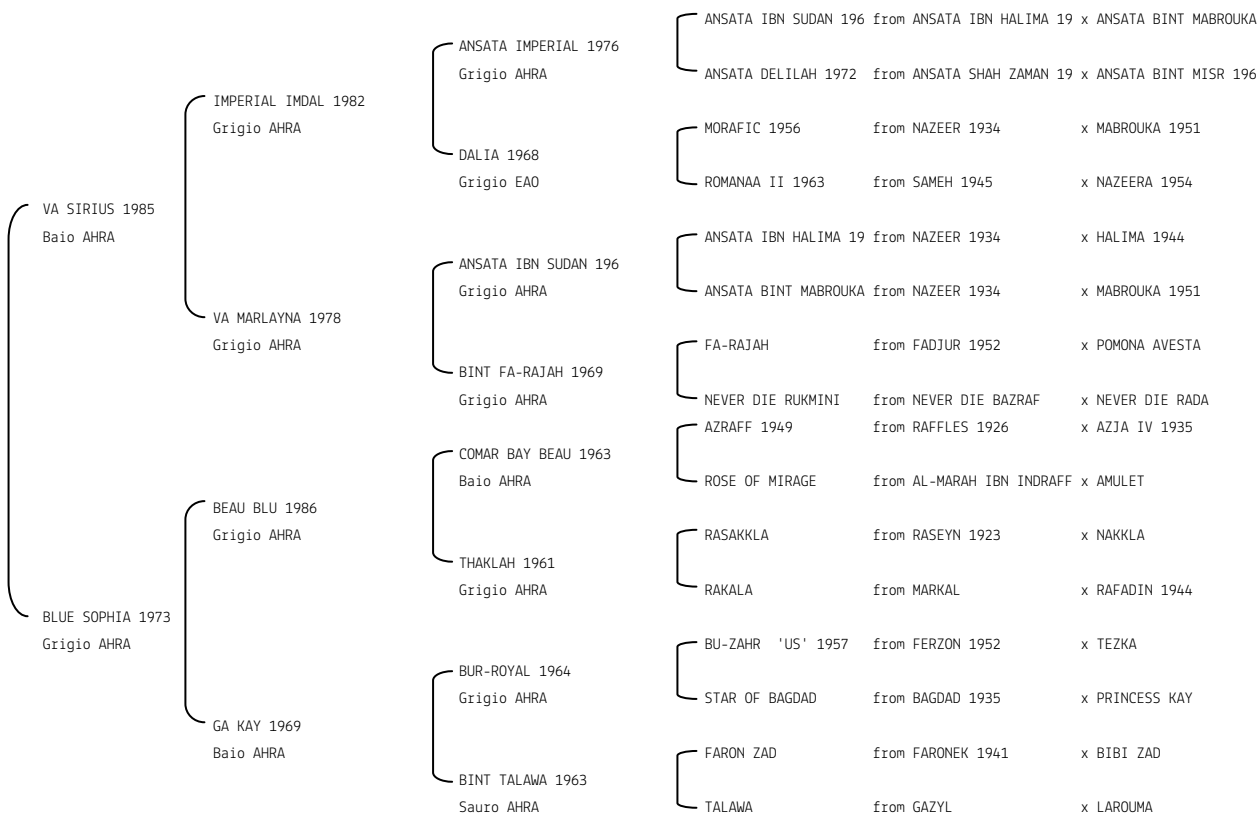 ANSATA IBN SUDAN 196 from ANSATA IBN HALIMA 19 x ANSATA BINT MABROUKA
ANSATA IMPERIAL 1976
Grigio AHRA
ANSATA DELILAH 1972 from ANSATA SHAH ZAMAN 19 x ANSATA BINT MISR 196
IMPERIAL IMDAL 1982
Grigio AHRA
MORAFIC 1956 from NAZEER 1934 x MABROUKA 1951
DALIA 1968
Grigio EAO
ROMANAA II 1963 from SAMEH 1945 x NAZEERA 1954
VA SIRIUS 1985
Baio AHRA
ANSATA IBN HALIMA 19 from NAZEER 1934 x HALIMA 1944
ANSATA IBN SUDAN 196
Grigio AHRA
ANSATA BINT MABROUKA from NAZEER 1934 x MABROUKA 1951
VA MARLAYNA 1978
Grigio AHRA
FA-RAJAH from FADJUR 1952 x POMONA AVESTA
BINT FA-RAJAH 1969
Grigio AHRA
NEVER DIE RUKMINI from NEVER DIE BAZRAF x NEVER DIE RADA
AZRAFF 1949 from RAFFLES 1926 x AZJA IV 1935
COMAR BAY BEAU 1963
Baio AHRA
ROSE OF MIRAGE from AL-MARAH IBN INDRAFF x AMULET
BEAU BLU 1986
Grigio AHRA
RASAKKLA from RASEYN 1923 x NAKKLA
THAKLAH 1961
Grigio AHRA
RAKALA from MARKAL x RAFADIN 1944
BLUE SOPHIA 1973
Grigio AHRA
BU-ZAHR 'US' 1957 from FERZON 1952 x TEZKA
BUR-ROYAL 1964
Grigio AHRA
STAR OF BAGDAD from BAGDAD 1935 x PRINCESS KAY
GA KAY 1969
Baio AHRA
FARON ZAD from FARONEK 1941 x BIBI ZAD
BINT TALAWA 1963
Sauro AHRA
TALAWA from GAZYL x LAROUMA